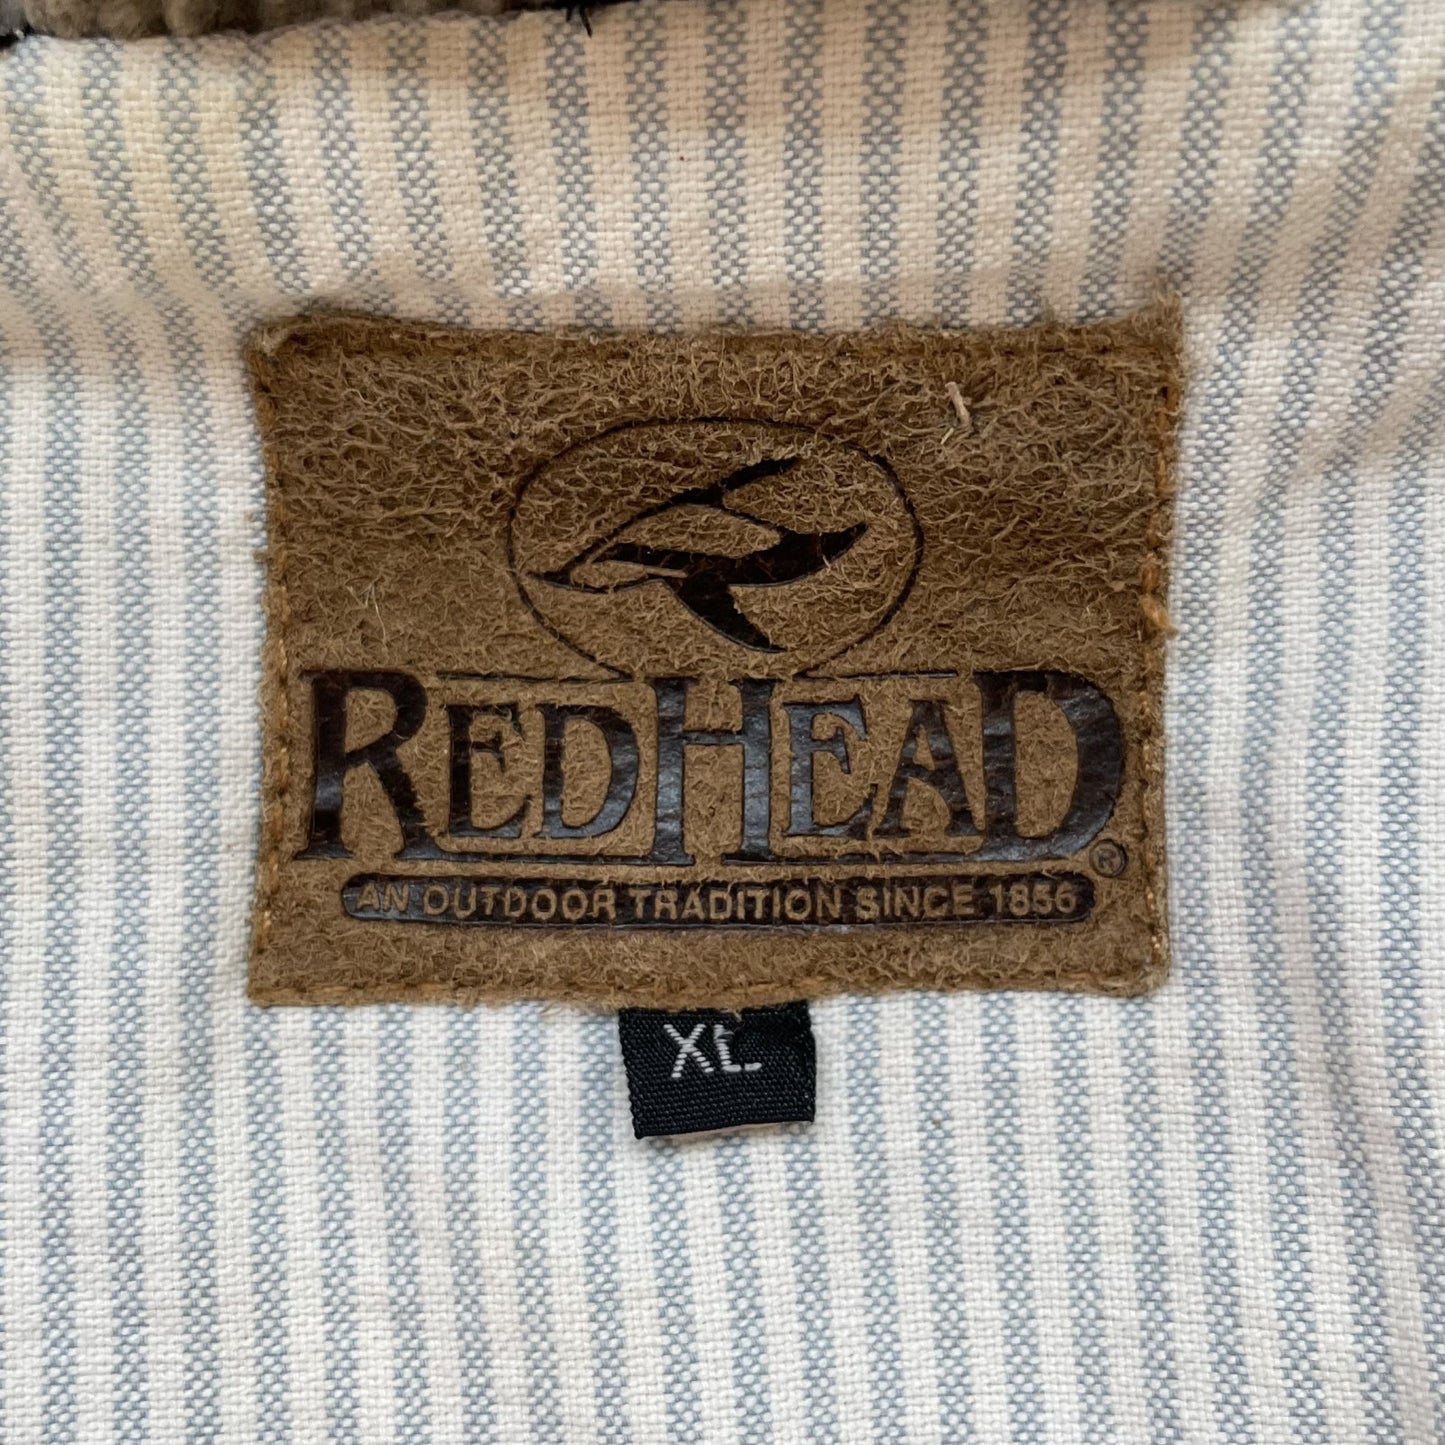 REDHEAD®
AN OUTDOOR TRADITION SINCE 1856
XL